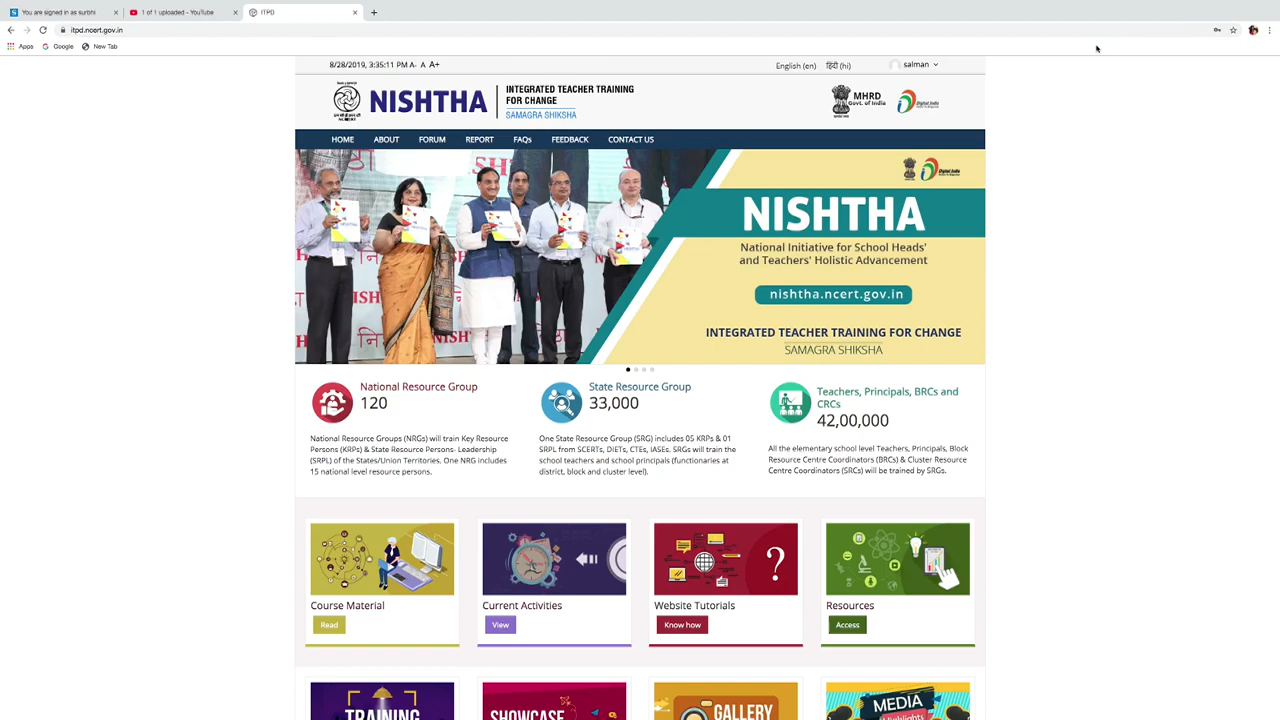 You are signed in as surbhi
1 of 1 uploaded - YouTube
ITPD
itpd.ncert.gov.in
Apps
Google
New Tab
8/28/2019, 3:35:11 PM A- A A+
English (en)
हिंदी (hi)
salman
NISHTHA
INTEGRATED TEACHER TRAINING
FOR CHANGE
SAMAGRA SHIKSHA
MHRD
Govt. of India
Digital India
HOME
ABOUT
FORUM
REPORT
FAQs
FEEDBACK
CONTACT US
Digital India
NISHTHA
National Initiative for School Heads'
and Teachers' Holistic Advancement
nishtha.ncert.gov.in
INTEGRATED TEACHER TRAINING FOR CHANGE
SAMAGRA SHIKSHA
National Resource Group
120
National Resource Groups (NRGs) will train Key Resource
Persons (KRPs) & State Resource Persons- Leadership
(SRPL) of the States/Union Territories. One NRG includes
15 national level resource persons.
State Resource Group
33,000
One State Resource Group (SRG) includes 05 KRPs & 01
SRPL from SCERTs, DIETs, CTEs, IASEs. SRGs will train the
school teachers and school principals (functionaries at
district, block and cluster level).
Teachers, Principals, BRCs and
CRCs
42,00,000
All the elementary school level Teachers, Principals, Block
Resource Centre Coordinators (BRCs) & Cluster Resource
Centre Coordinators (SRCs) will be trained by SRGs.
Course Material
Read
Current Activities
View
?
Website Tutorials
Know how
Resources
Access
TRAINING
SHOWCASE
GALLERY
MEDIA
Highlights